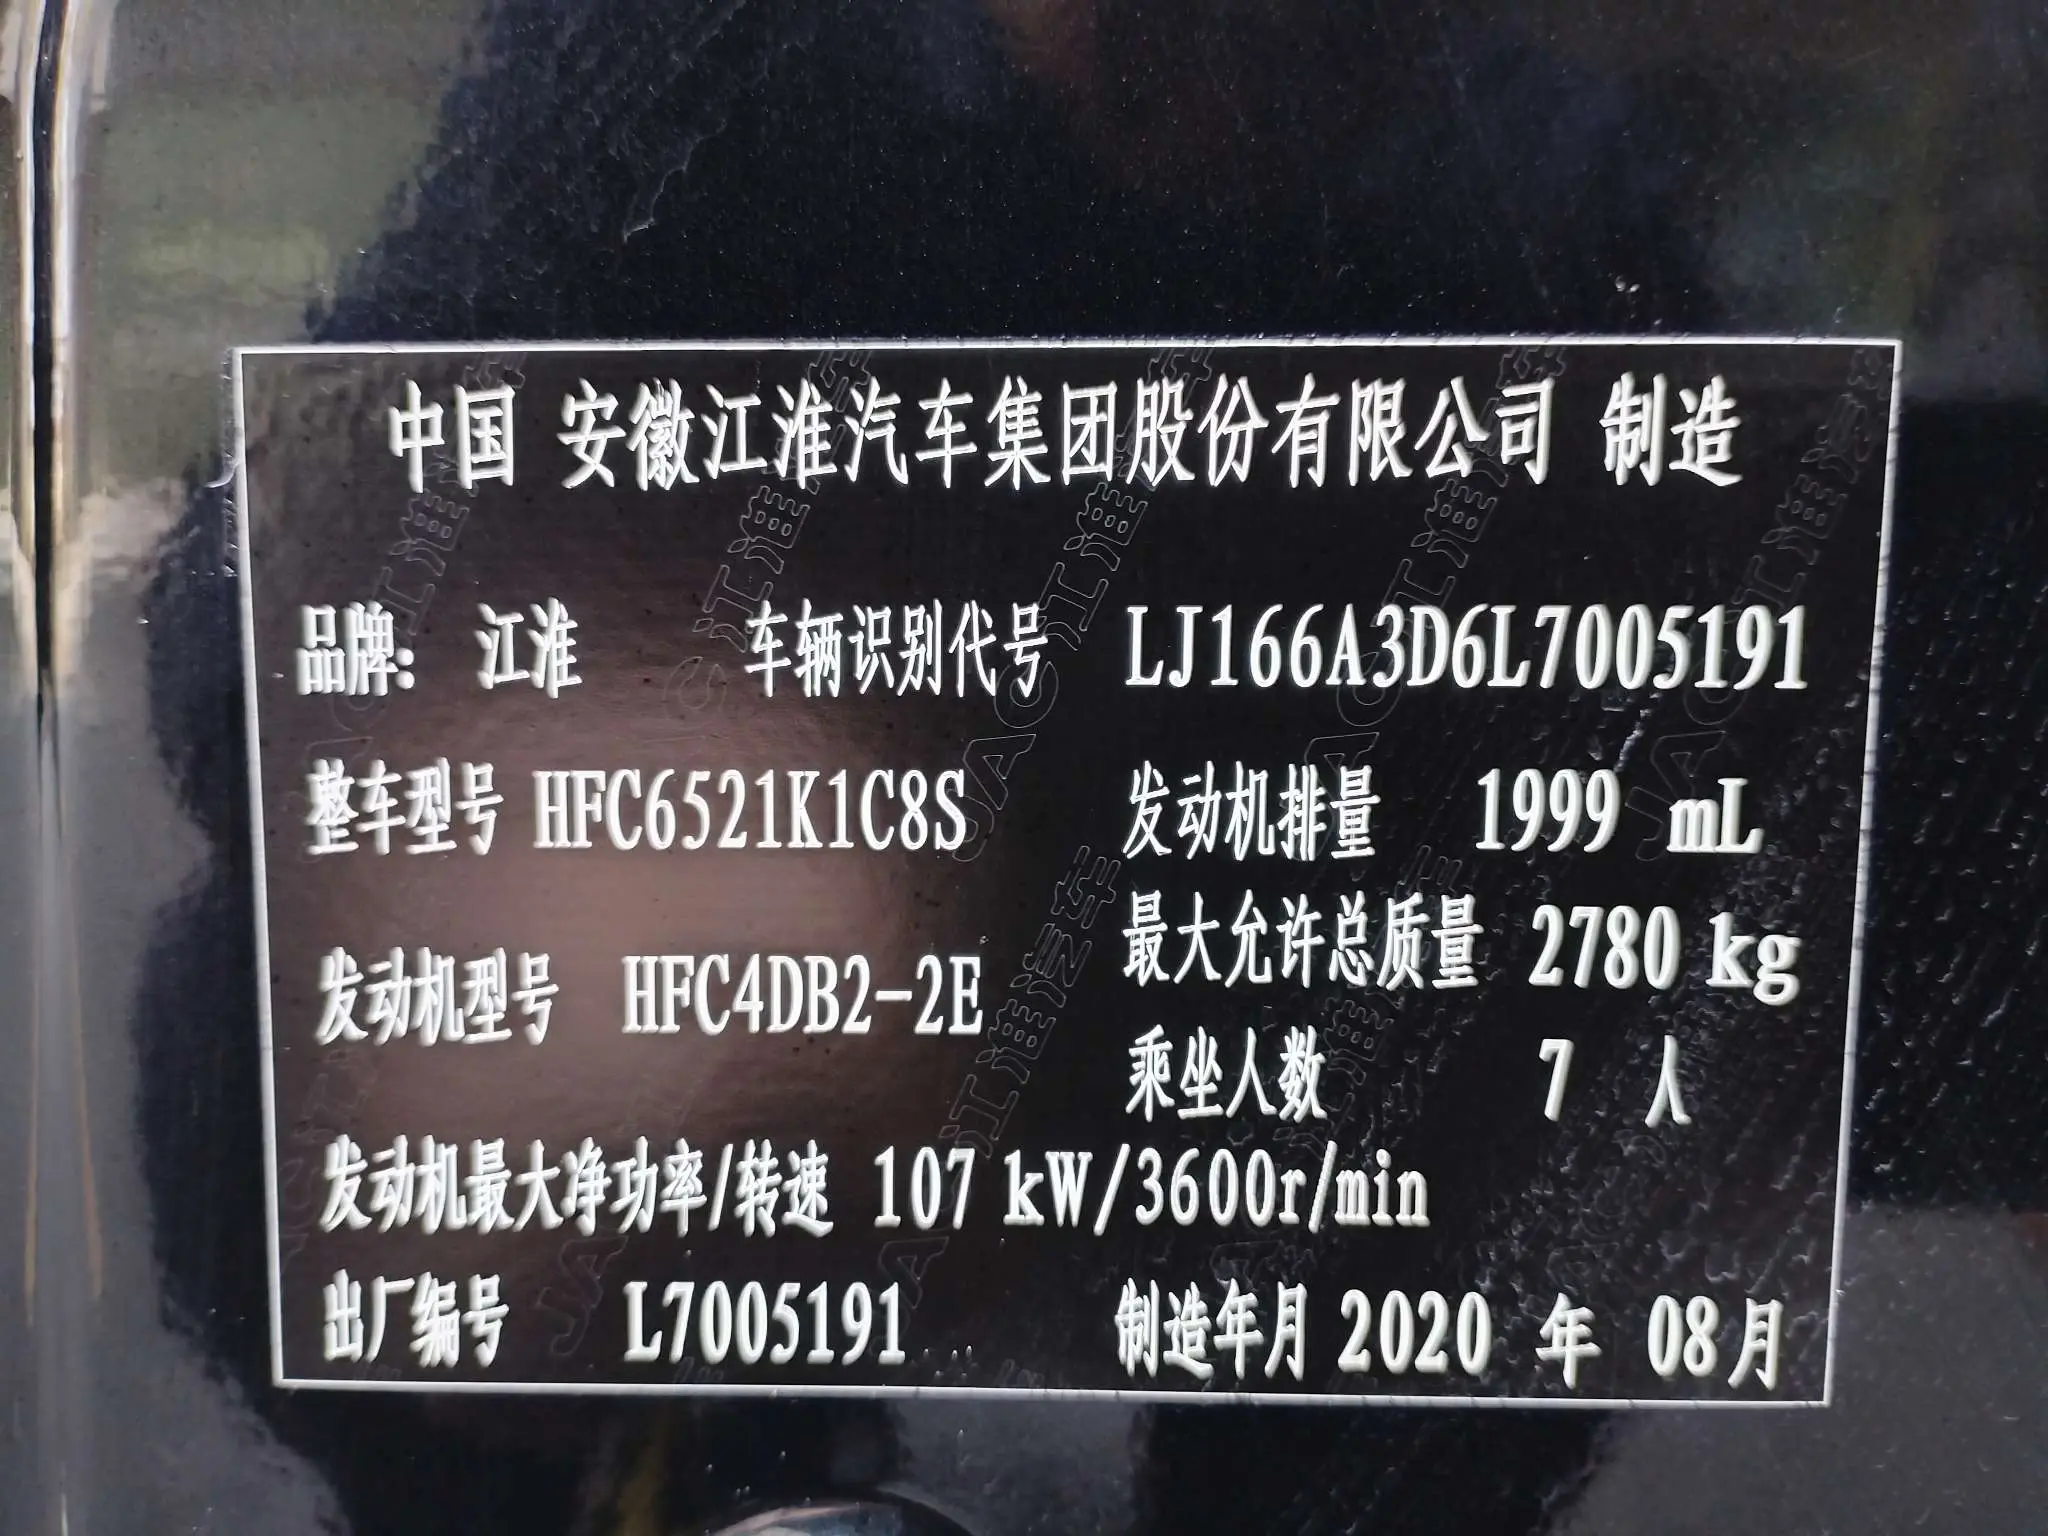 中国 安徽江淮汽车集团股份有限公司 制造
品牌: 江淮 车辆识别代号 LJ166A3D6L7005191
整车型号 HFC6521K1C8S 发动机排量 1999 mL
最大允许总质量 2780 kg
发动机型号 HFC4DB2-2E
乘坐人数 7 人
发动机最大净功率/转速 107 kW/3600r/min
出厂编号 L7005191 制造年月 2020 年 08月